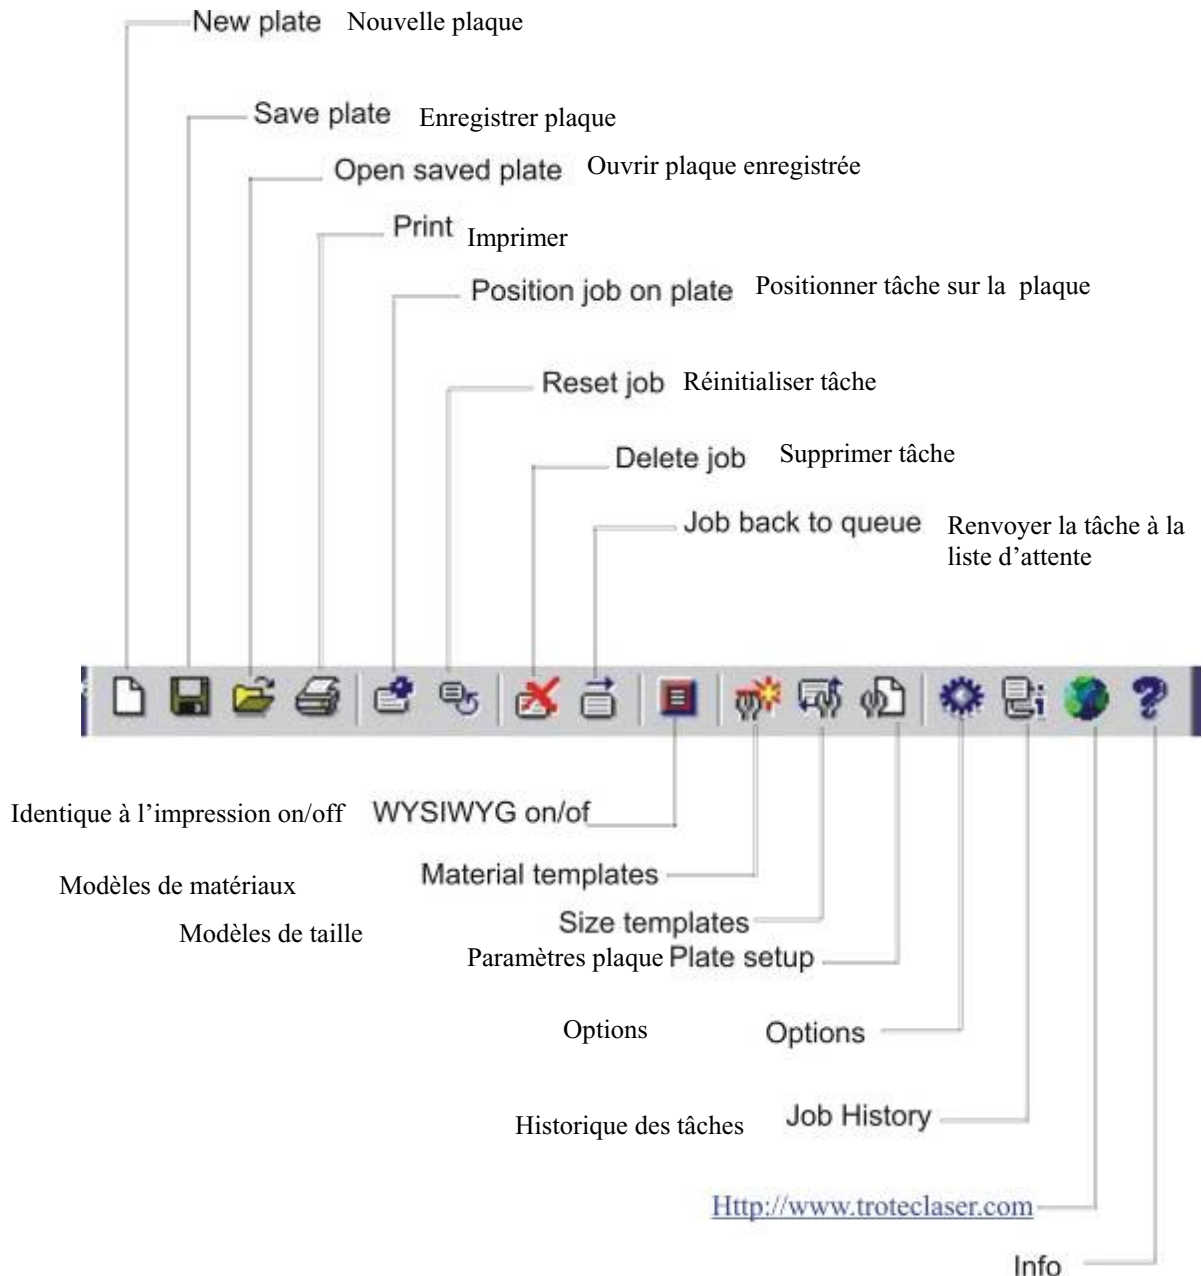 New plate Nouvelle plaque
Save plate Enregistrer plaque
Open saved plate Ouvrir plaque enregistrée
Print Imprimer
Position job on plate Positionner tâche sur la plaque
Reset job Réinitialiser tâche
Delete job Supprimer tâche
Job back to queue Renvoyer la tâche à la
liste d’attente
Identique à l’impression on/off WYSIWYG on/of
Material templates
Modèles de matériaux
Size templates
Modèles de taille
Paramètres plaque Plate setup
Options Options
Historique des tâches Job History
Http://www.troteclaser.com
Info